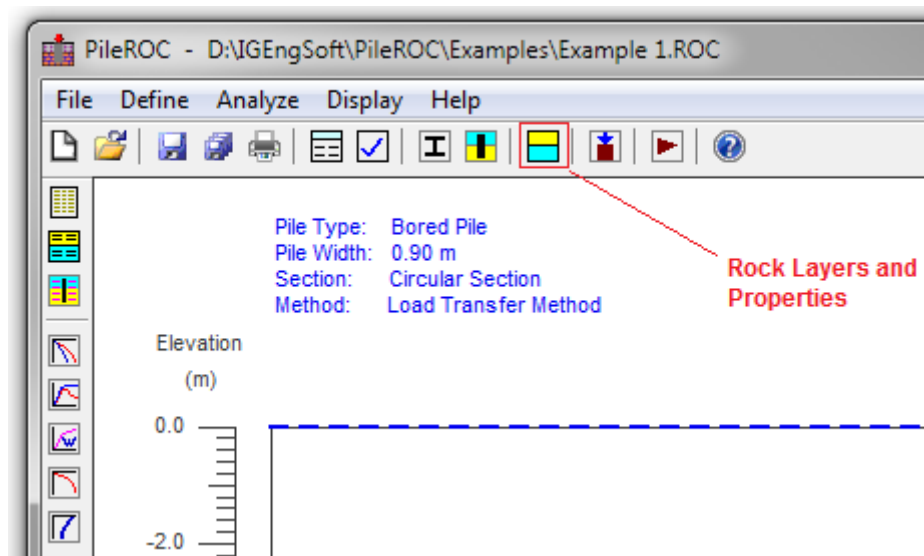 PileROC - D:\IGEngSoft\PileROC\Examples\Example 1.ROC
File Define Analyze Display Help
Pile Type: Bored Pile
Pile Width: 0.90 m
Section: Circular Section
Method: Load Transfer Method
Rock Layers and
Properties
Elevation
(m)
0.0
-2.0